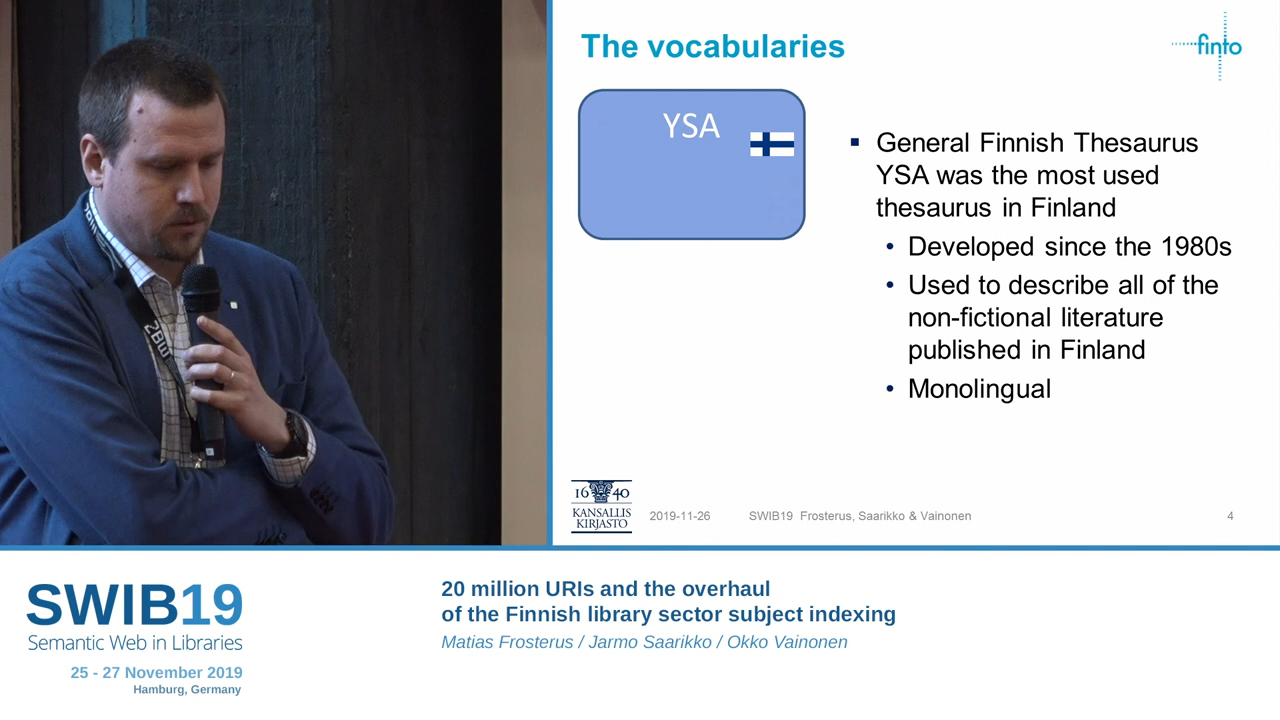 The vocabularies
finto
YSA
General Finnish Thesaurus
YSA was the most used
thesaurus in Finland
Developed since the 1980s
Used to describe all of the
non-fictional literature
published in Finland
Monolingual
16 40
KANSALLIS
KIRJASTO
2019-11-26
SWIB19 Frosterus, Saarikko & Vainonen
4
ZBW
SWIB19
Semantic Web in Libraries
25 - 27 November 2019
Hamburg, Germany
20 million URIs and the overhaul
of the Finnish library sector subject indexing
Matias Frosterus / Jarmo Saarikko / Okko Vainonen